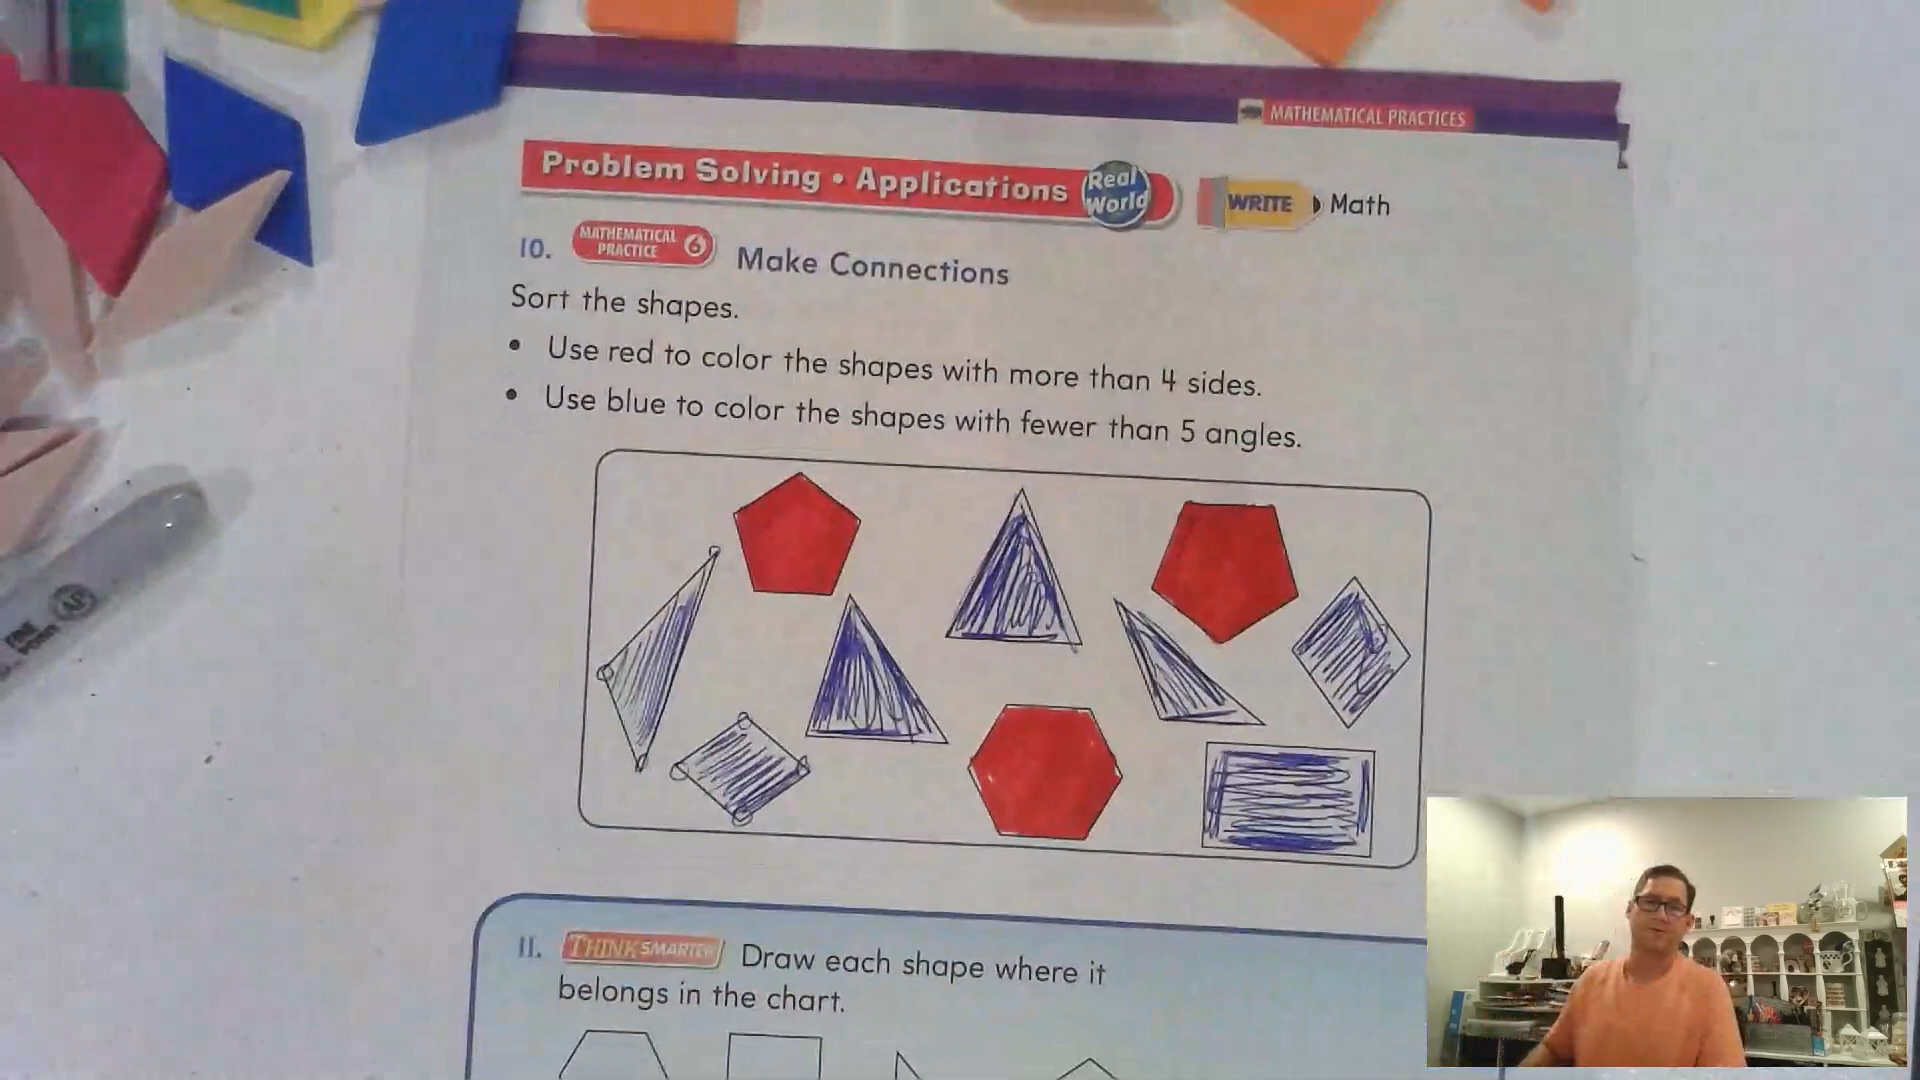 MATHEMATICAL PRACTICES
Problem Solving • Applications Real World WRITE Math
10. MATHEMATICAL PRACTICE 6 Make Connections
Sort the shapes.
• Use red to color the shapes with more than 4 sides.
• Use blue to color the shapes with fewer than 5 angles.
11. THINK SMARTER Draw each shape where it
belongs in the chart.
FINE